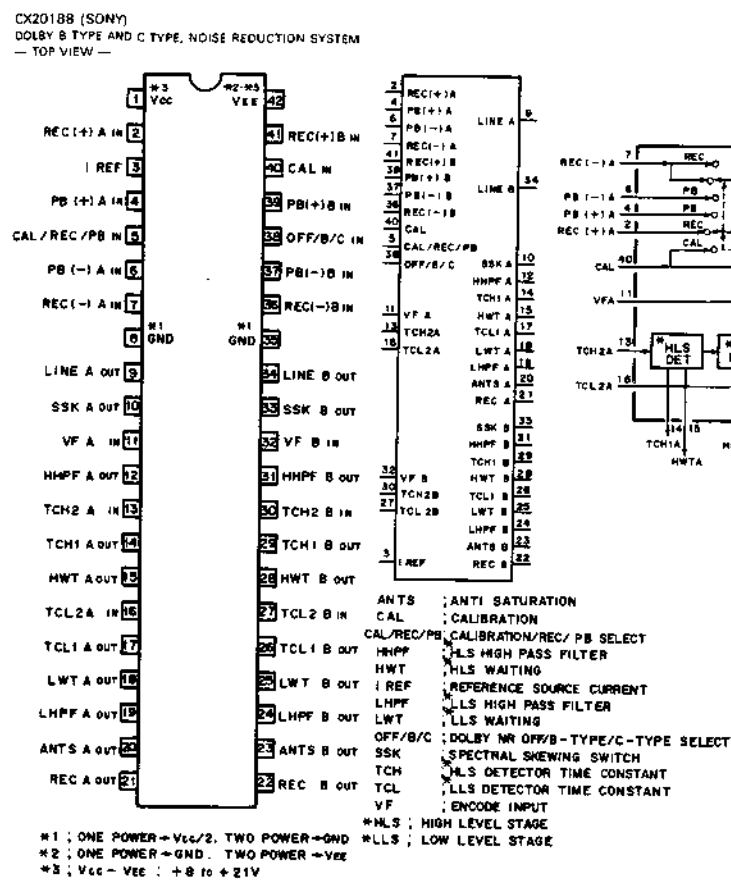 CX20188 (SONY)
DOLBY B TYPE AND C TYPE, NOISE REDUCTION SYSTEM
— TOP VIEW —
*3 Vcc 1
42 *2·*3 VEE
REC(+) A IN 2
41 REC(+)B IN
I REF 3
40 CAL IN
PB (+) A IN 4
39 PB(+)B IN
CAL/REC/PB IN 5
38 OFF/B/C IN
PB (-) A IN 6
37 PB(-)B IN
REC(-) A IN 7
36 REC(-)B IN
8 *1 GND
*1 GND 35
LINE A OUT 9
34 LINE B OUT
SSK A OUT 10
33 SSK B OUT
VF A IN 11
32 VF B IN
HHPF A OUT 12
31 HHPF B OUT
TCH2 A IN 13
30 TCH2 B IN
TCH1 A OUT 14
29 TCH1 B OUT
HWT A OUT 15
28 HWT B OUT
TCL2A IN 16
27 TCL2 B IN
TCL1 A OUT 17
26 TCL1 B OUT
LWT A OUT 18
25 LWT B OUT
LHPF A OUT 19
24 LHPF B OUT
ANTS A OUT 20
23 ANTS B OUT
REC A OUT 21
22 REC B OUT
2 REC(+)A
4 PB(+)A
6 PB(-)A
7 REC(-)A
41 REC(+)B
39 PB(+)B
37 PB(-)B
36 REC(-)B
40 CAL
5 CAL/REC/PB
38 OFF/B/C
11 VF A
13 TCH2A
16 TCL2A
32 VF B
30 TCH2B
27 TCL 2B
3 I REF
LINE A 9
LINE B 34
SSK A 10
HHPF A 12
TCH1 A 14
HWT A 15
TCL1 A 17
LWT A 18
LHPF A 19
ANTS A 20
REC A 21
SSK B 33
HHPF B 31
TCH1 B 29
HWT B 28
TCL1 B 26
LWT B 25
LHPF B 24
ANTS B 23
REC B 22
REC(-)A 7 REC
PB (-)A 6 PB
PB (+)A 4 PB
REC (+)A 2 REC
CAL
CAL 40
VFA 11
TCH2A 13 *HLS DET
TCL2A 16
14 15
TCH1A
HWTA
ANTS ; ANTI SATURATION
CAL ; CALIBRATION
CAL/REC/PB ; CALIBRATION/REC/ PB SELECT
HHPF ; *HLS HIGH PASS FILTER
HWT ; *HLS WAITING
I REF ; REFERENCE SOURCE CURRENT
LHPF ; *LLS HIGH PASS FILTER
LWT ; *LLS WAITING
OFF/B/C ; DOLBY NR OFF/B-TYPE/C-TYPE SELECT
SSK ; SPECTRAL SKEWING SWITCH
TCH ; *HLS DETECTOR TIME CONSTANT
TCL ; *LLS DETECTOR TIME CONSTANT
VF ; ENCODE INPUT
*HLS ; HIGH LEVEL STAGE
*LLS ; LOW LEVEL STAGE
*1 ; ONE POWER→Vcc/2, TWO POWER→GND
*2 ; ONE POWER→GND. TWO POWER→VEE
*3 ; Vcc - VEE : +8 to +21V